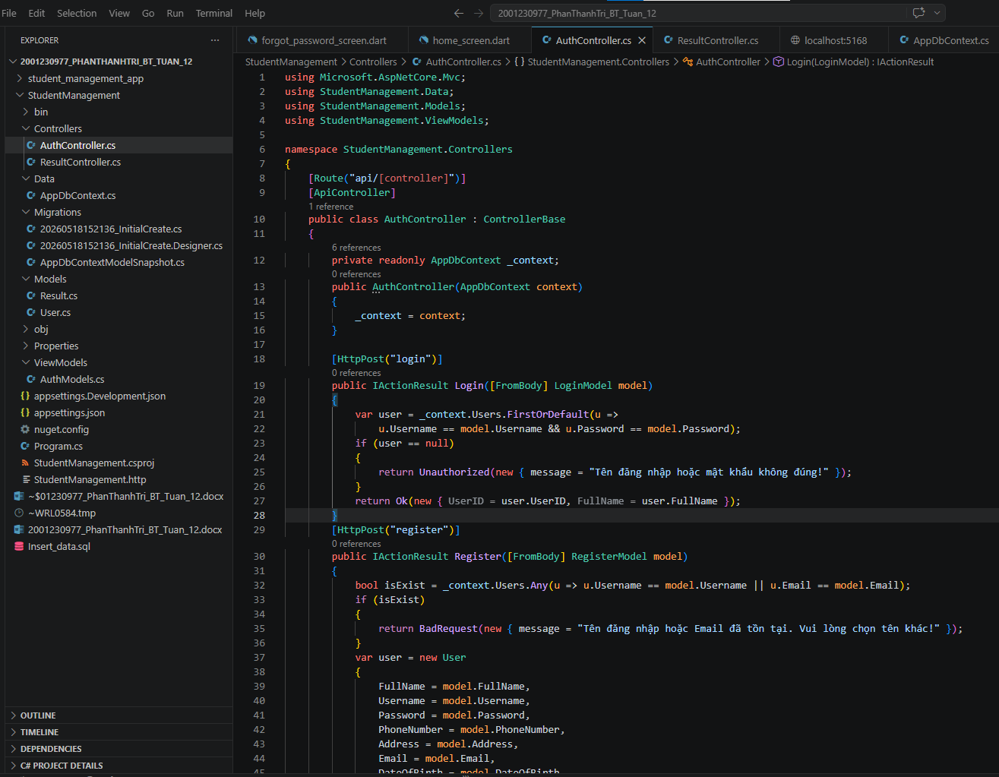 File Edit Selection View Go Run Terminal Help
2001230977_PhanThanhTri_BT_Tuan_12
EXPLORER
2001230977_PHANTHANHTRI_BT_TUAN_12
student_management_app
StudentManagement
bin
Controllers
AuthController.cs
ResultController.cs
Data
AppDbContext.cs
Migrations
20260518152136_InitialCreate.cs
20260518152136_InitialCreate.Designer.cs
AppDbContextModelSnapshot.cs
Models
Result.cs
User.cs
obj
Properties
ViewModels
AuthModels.cs
appsettings.Development.json
appsettings.json
nuget.config
Program.cs
StudentManagement.csproj
StudentManagement.http
~$01230977_PhanThanhTri_BT_Tuan_12.docx
~WRL0584.tmp
2001230977_PhanThanhTri_BT_Tuan_12.docx
Insert_data.sql
OUTLINE
TIMELINE
DEPENDENCIES
C# PROJECT DETAILS
forgot_password_screen.dart home_screen.dart AuthController.cs ResultController.cs localhost:5168 AppDbContext.cs
StudentManagement > Controllers > AuthController.cs > {} StudentManagement.Controllers > AuthController > Login(LoginModel) : IActionResult
1 using Microsoft.AspNetCore.Mvc;
2 using StudentManagement.Data;
3 using StudentManagement.Models;
4 using StudentManagement.ViewModels;
5
6 namespace StudentManagement.Controllers
7 {
8 [Route("api/[controller]")]
9 [ApiController]
1 reference
10 public class AuthController : ControllerBase
11 {
6 references
12 private readonly AppDbContext _context;
0 references
13 public AuthController(AppDbContext context)
14 {
15 _context = context;
16 }
17
18 [HttpPost("login")]
0 references
19 public IActionResult Login([FromBody] LoginModel model)
20 {
21 var user = _context.Users.FirstOrDefault(u =>
22 u.Username == model.Username && u.Password == model.Password);
23 if (user == null)
24 {
25 return Unauthorized(new { message = "Tên đăng nhập hoặc mật khẩu không đúng!" });
26 }
27 return Ok(new { UserID = user.UserID, FullName = user.FullName });
28 }
29 [HttpPost("register")]
0 references
30 public IActionResult Register([FromBody] RegisterModel model)
31 {
32 bool isExist = _context.Users.Any(u => u.Username == model.Username || u.Email == model.Email);
33 if (isExist)
34 {
35 return BadRequest(new { message = "Tên đăng nhập hoặc Email đã tồn tại. Vui lòng chọn tên khác!" });
36 }
37 var user = new User
38 {
39 FullName = model.FullName,
40 Username = model.Username,
41 Password = model.Password,
42 PhoneNumber = model.PhoneNumber,
43 Address = model.Address,
44 Email = model.Email,
45 DateOfBirth = model.DateOfBirth